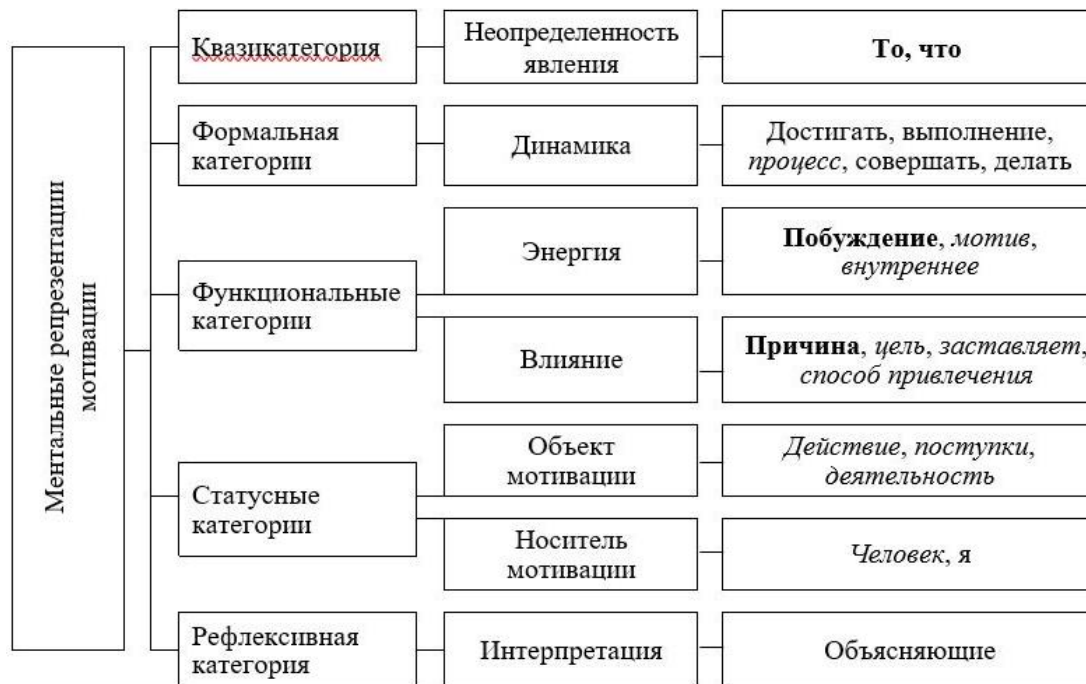 Ментальные репрезентации
мотивации
Квазикатегория
Неопределенность
явления
То, что
Формальная
категории
Динамика
Достигать, выполнение,
процесс, совершать, делать
Функциональные
категории
Энергия
Побуждение, мотив,
внутреннее
Влияние
Причина, цель, заставляет,
способ привлечения
Статусные
категории
Объект
мотивации
Действие, поступки,
деятельность
Носитель
мотивации
Человек, я
Рефлексивная
категория
Интерпретация
Объясняющие